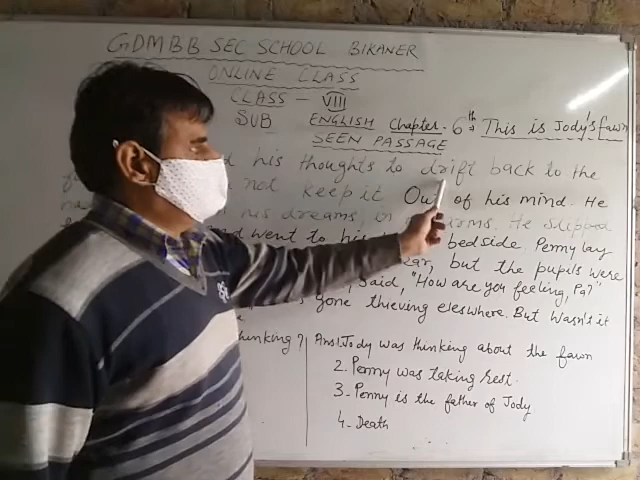 GDMBB SEC SCHOOL BIKANER
ONLINE CLASS
CLASS - VIII
SUB ENGLISH Chapter - 6th :- This is Jody's fawn
SEEN PASSAGE
his thoughts to drift back to the
not keep it Out of his mind. He
his dreams, in arms. He slipped
went to his bedside. Penny lay
but the pupils were
Said, "How are you feeling, Pa?"
gone thieving eleswhere. But wasn't it
thinking? Ans:1. Jody was thinking about the fawn
2. Penny was taking rest.
3. Penny is the father of Jody
4. Death